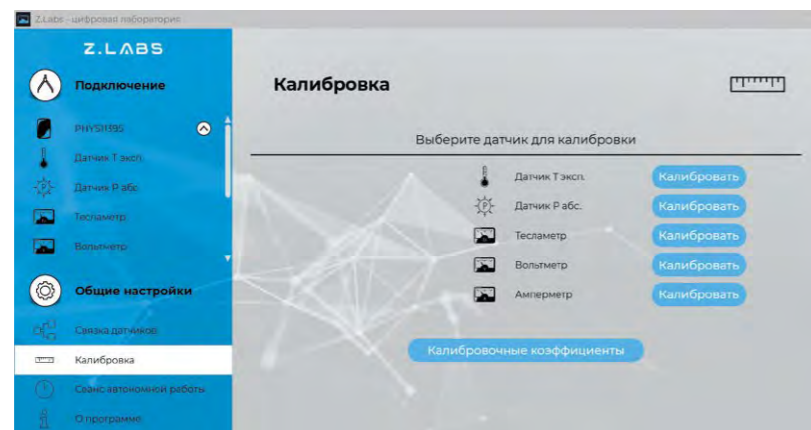 Z.Labs - цифровая лаборатория
Z.LABS
Подключение
PHYS11395
Датчик Т эксп.
Датчик Р абс.
Тесламетр
Вольтметр
Общие настройки
Связка датчиков
Калибровка
Сеанс автономной работы
О программе
Калибровка
Выберите датчик для калибровки
Датчик Т эксп. Калибровать
Датчик Р абс. Калибровать
Тесламетр Калибровать
Вольтметр Калибровать
Амперметр Калибровать
Калибровочные коэффициенты